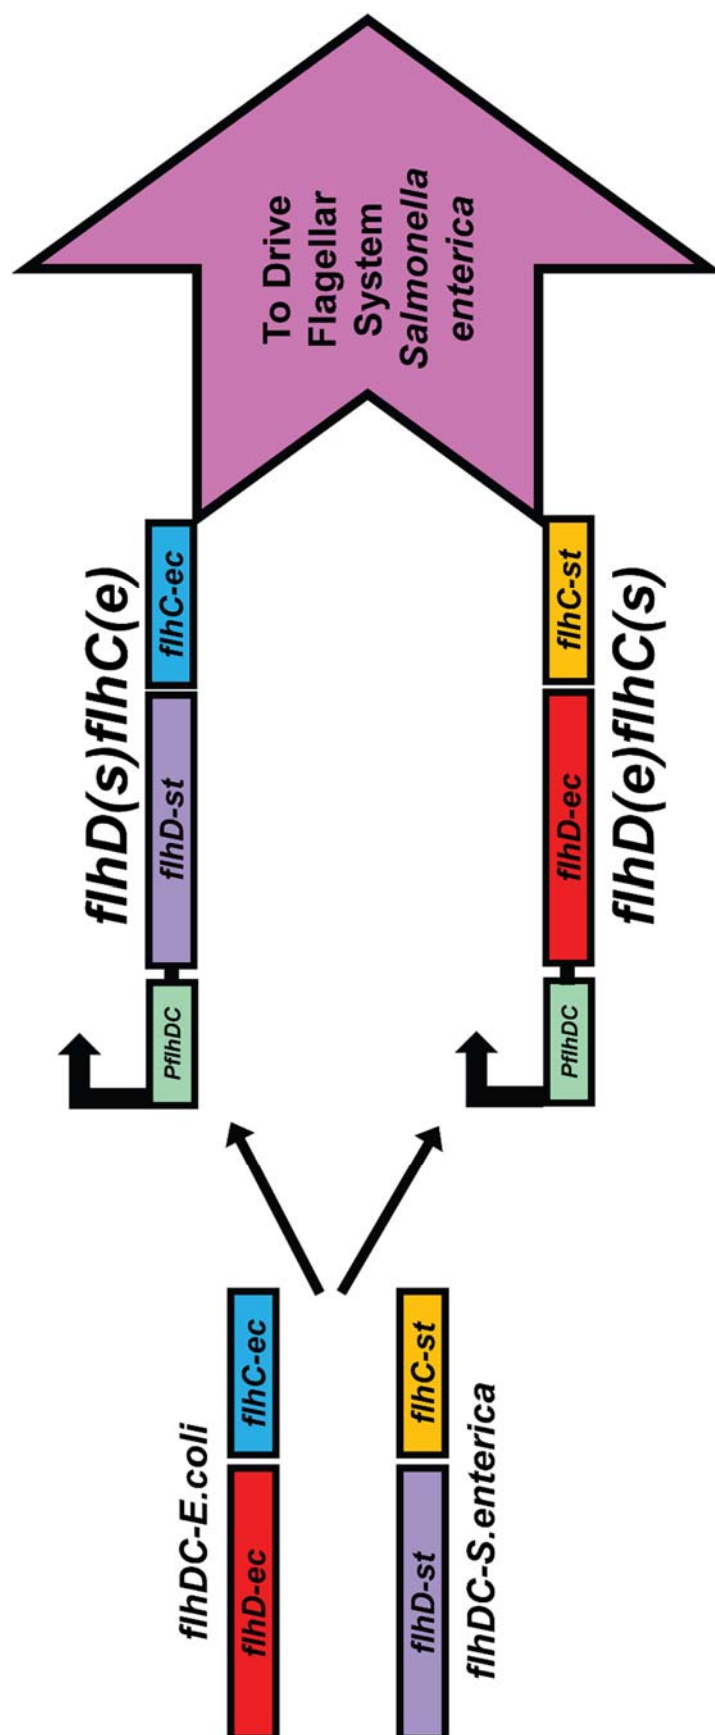 flhDC-E.coli
flhD-ec
flhC-ec
flhD-st
flhC-st
flhDC-S.enterica
flhD(s)flhC(e)
PflhDC
flhD-st
flhC-ec
PflhDC
flhD-ec
flhC-st
flhD(e)flhC(s)
To Drive
Flagellar
System
Salmonella
enterica